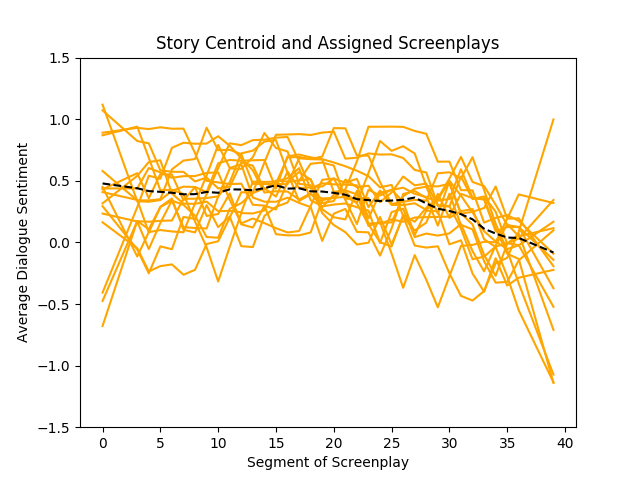 Story Centroid and Assigned Screenplays
1.5
1.0
0.5
0.0
−0.5
−1.0
−1.5
Average Dialogue Sentiment
0 5 10 15 20 25 30 35 40
Segment of Screenplay